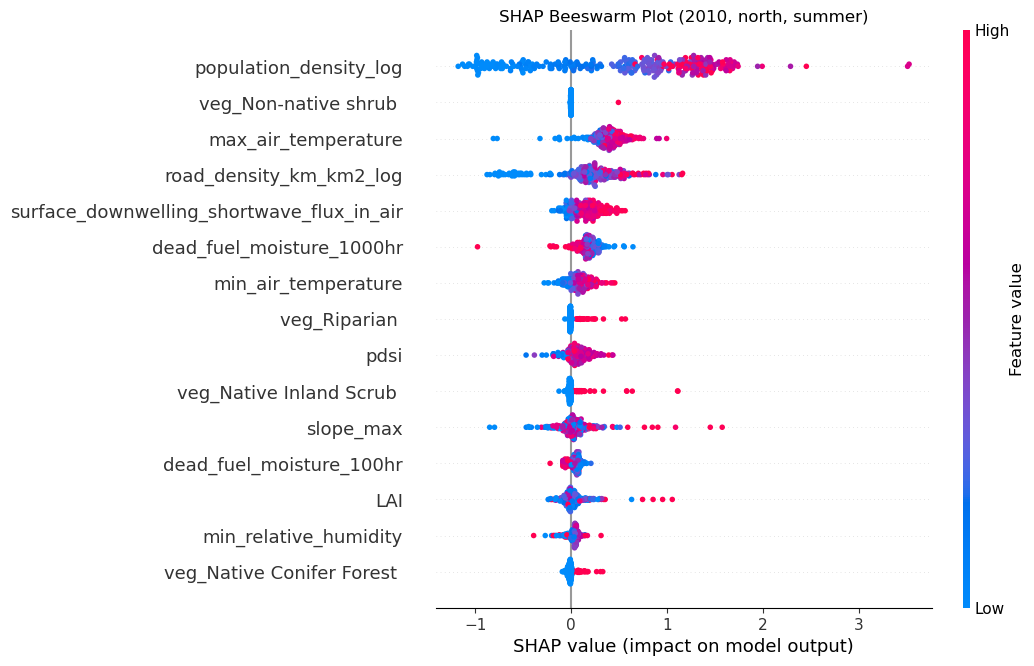 SHAP Beeswarm Plot (2010, north, summer)
High
population_density_log
veg_Non-native shrub
max_air_temperature
road_density_km_km2_log
surface_downwelling_shortwave_flux_in_air
dead_fuel_moisture_1000hr
min_air_temperature
veg_Riparian
pdsi
veg_Native Inland Scrub
slope_max
dead_fuel_moisture_100hr
LAI
min_relative_humidity
veg_Native Conifer Forest
Feature value
Low
−1 0 1 2 3
SHAP value (impact on model output)